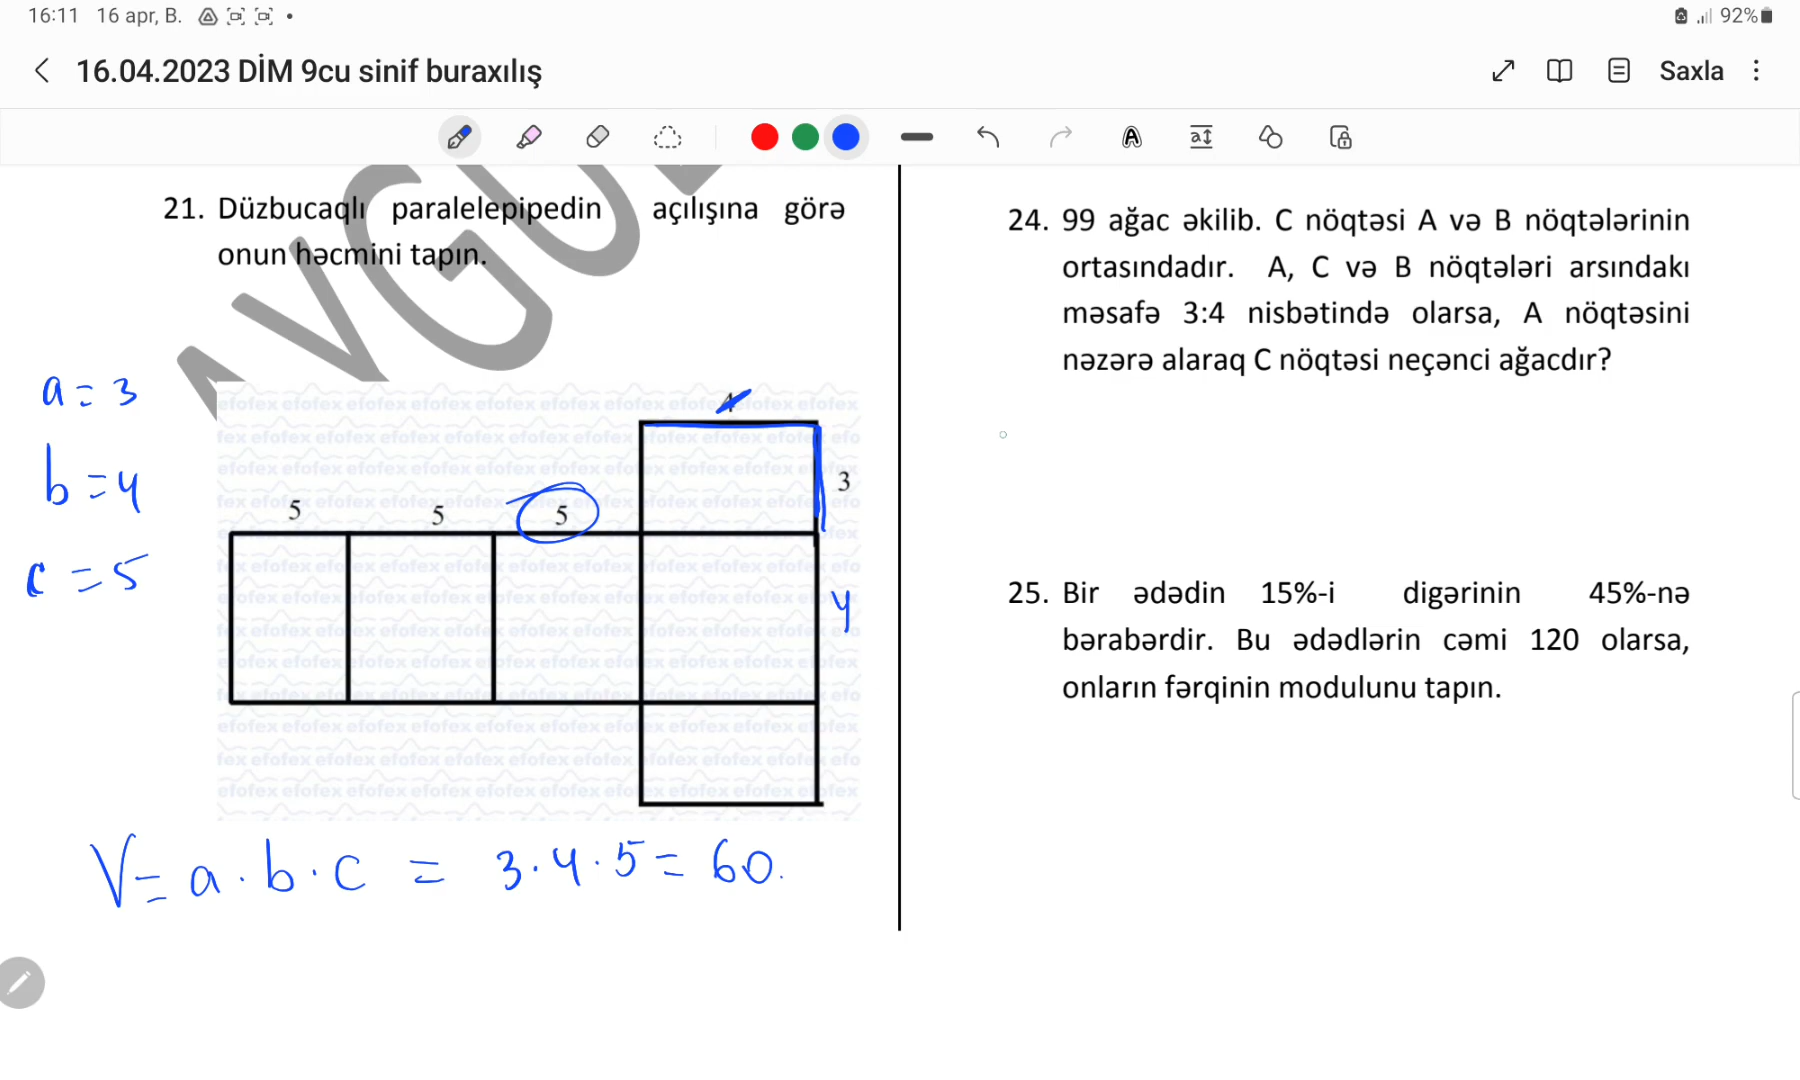 16:11 16 apr, B. 92%
16.04.2023 DİM 9cu sinif buraxılış
Saxla
AVGU
21. Düzbucaqlı paralelepipedin açılışına görə
onun həcmini tapın.
a = 3
b = 4
c = 5
4
3
5 5 5
4
V = a · b · c = 3 · 4 · 5 = 60.
24. 99 ağac əkilib. C nöqtəsi A və B nöqtələrinin
ortasındadır. A, C və B nöqtələri arsındakı
məsafə 3:4 nisbətində olarsa, A nöqtəsini
nəzərə alaraq C nöqtəsi neçənci ağacdır?
25. Bir ədədin 15%-i digərinin 45%-nə
bərabərdir. Bu ədədlərin cəmi 120 olarsa,
onların fərqinin modulunu tapın.